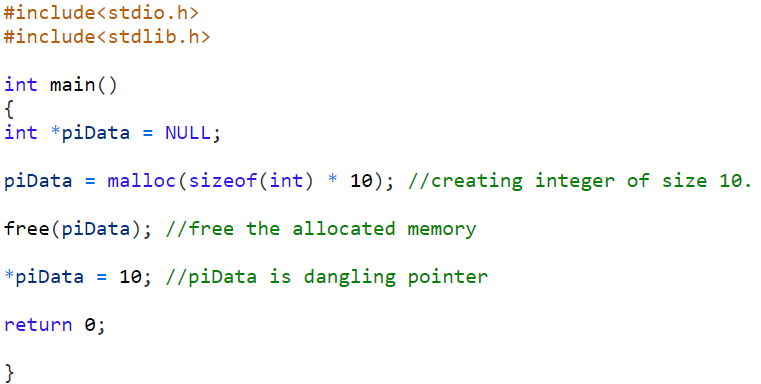 #include<stdio.h>
#include<stdlib.h>
int main()
{
int *piData = NULL;
piData = malloc(sizeof(int) * 10); //creating integer of size 10.
free(piData); //free the allocated memory
*piData = 10; //piData is dangling pointer
return 0;
}